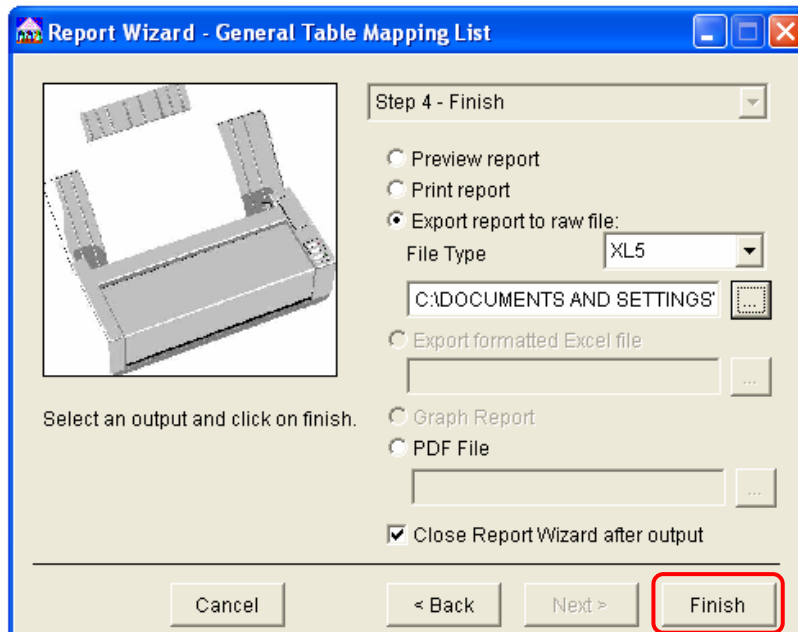 Report Wizard - General Table Mapping List
Step 4 - Finish
Preview report
Print report
Export report to raw file:
File Type XL5
C:\DOCUMENTS AND SETTINGS ...
Export formatted Excel file
...
Select an output and click on finish.
Graph Report
PDF File
...
Close Report Wizard after output
Cancel < Back Next > Finish